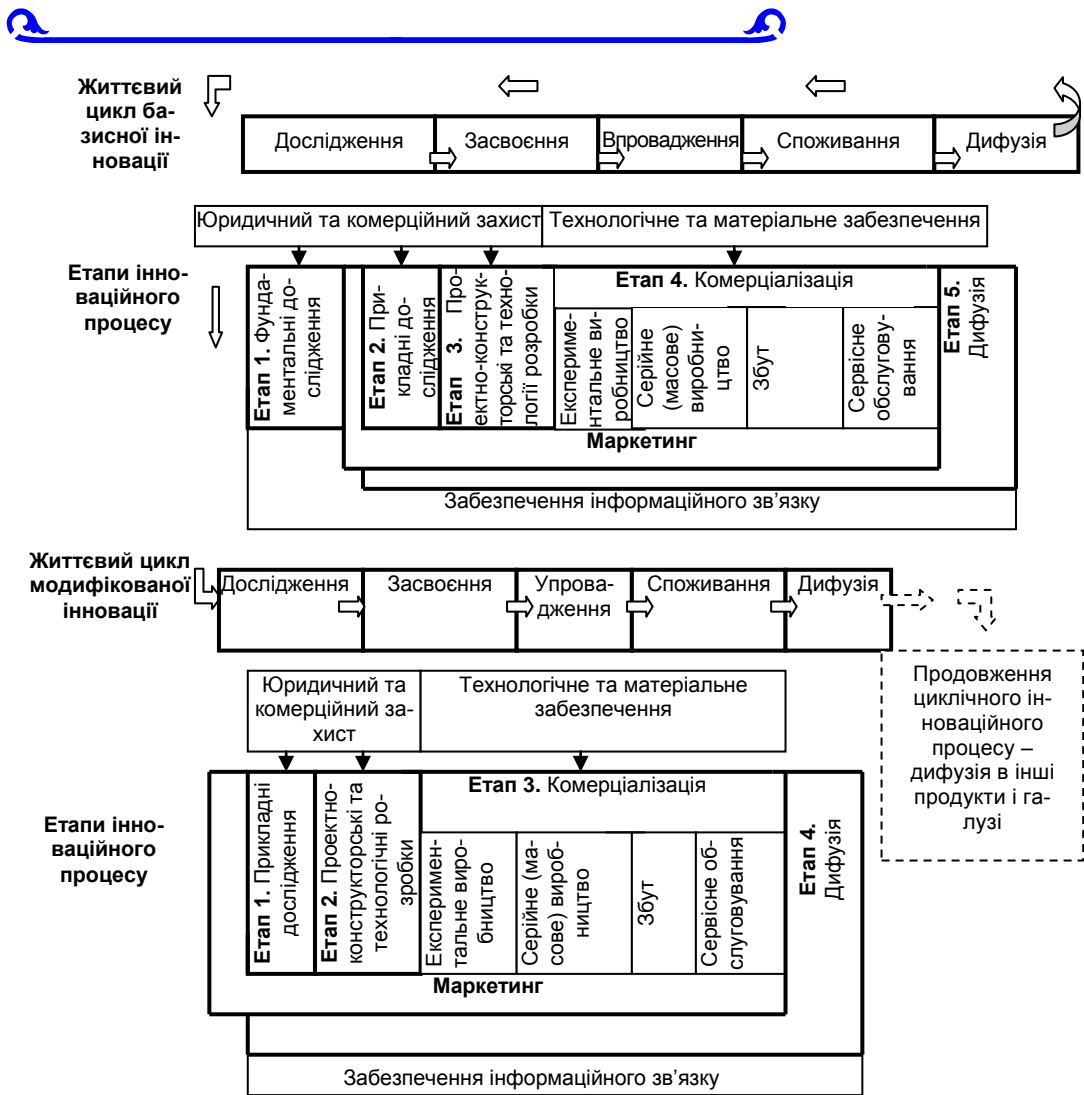 Життєвий
цикл ба-
зисної ін-
новації
Дослідження
Засвоєння
Впровадження
Споживання
Дифузія
Юридичний та комерційний захист
Технологічне та матеріальне забезпечення
Етапи інно-
ваційного
процесу
Етап 1. Фунда-
ментальні до-
слідження
Етап 2. При-
кладні до-
слідження
Етап 3. Про-
ектно-конструк-
торські та техно-
логії розробки
Етап 4. Комерціалізація
Експериме-
нтальне ви-
робництво
Серійне
(масове)
виробни-
цтво
Збут
Сервісне
обслугову-
вання
Етап 5.
Дифузія
Маркетинг
Забезпечення інформаційного зв’язку
Життєвий цикл
модифікованої
інновації
Дослідження
Засвоєння
Упрова-
дження
Споживання
Дифузія
Продовження
циклічного ін-
новаційного
процесу –
дифузія в інші
продукти і га-
лузі
Юридичний та
комерційний за-
хист
Технологічне та матеріальне
забезпечення
Етапи інно-
ваційного
процесу
Етап 1. Прикладні
дослідження
Етап 2. Проектно-
конструкторські та
технологічні ро-
зробки
Етап 3. Комерціалізація
Експеримен-
тальне виро-
бництво
Серійне (ма-
сове) вироб-
ництво
Збут
Сервісне об-
слуговування
Етап 4.
Дифузія
Маркетинг
Забезпечення інформаційного зв’язку